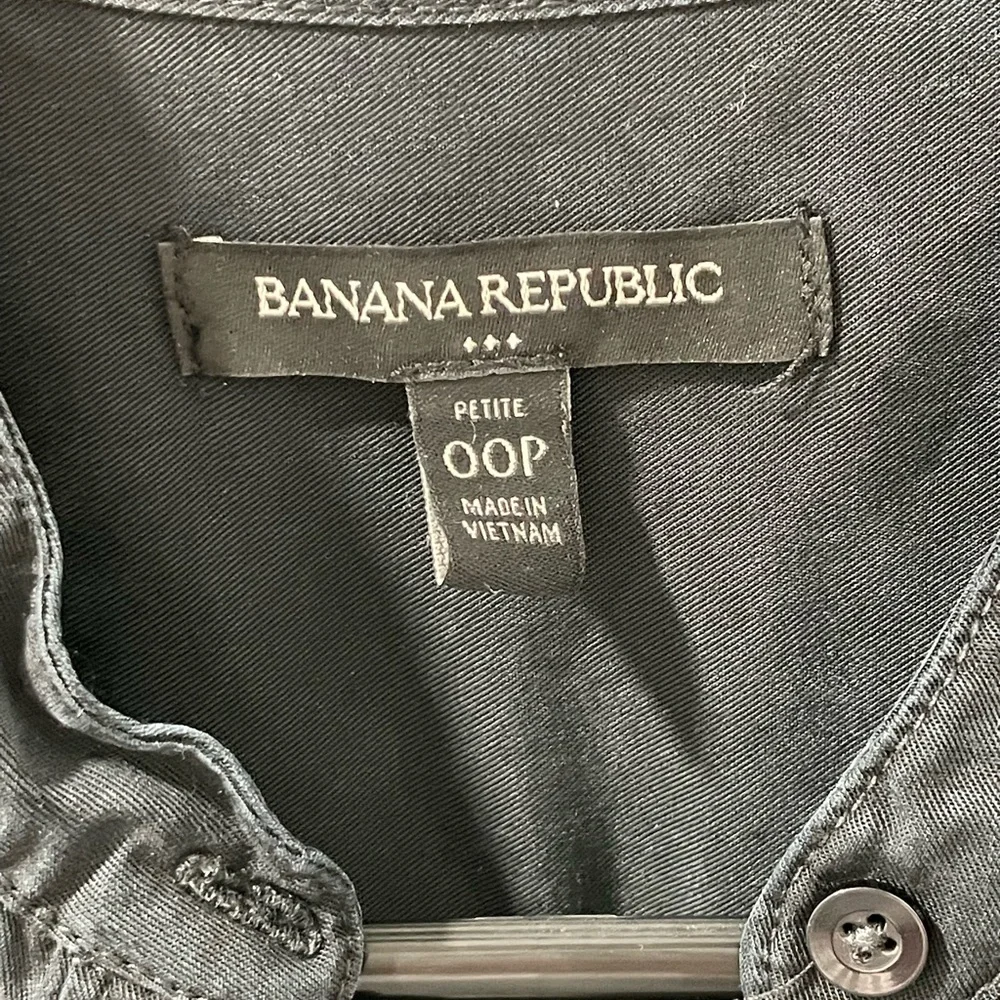 BANANA REPUBLIC
PETITE
00P
MADE IN
VIETNAM